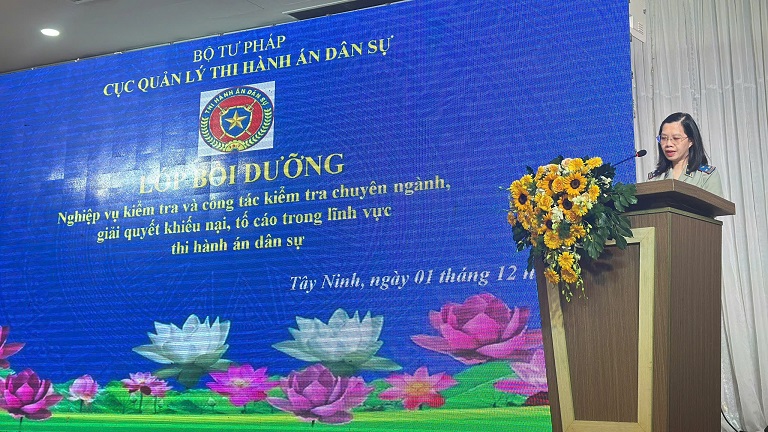 BỘ TƯ PHÁP
CỤC QUẢN LÝ THI HÀNH ÁN DÂN SỰ
THI HÀNH ÁN DÂN SỰ
LỚP BỒI DƯỠNG
Nghiệp vụ kiểm tra và công tác kiểm tra chuyên ngành,
giải quyết khiếu nại, tố cáo trong lĩnh vực
thi hành án dân sự
Tây Ninh, ngày 01 tháng 12